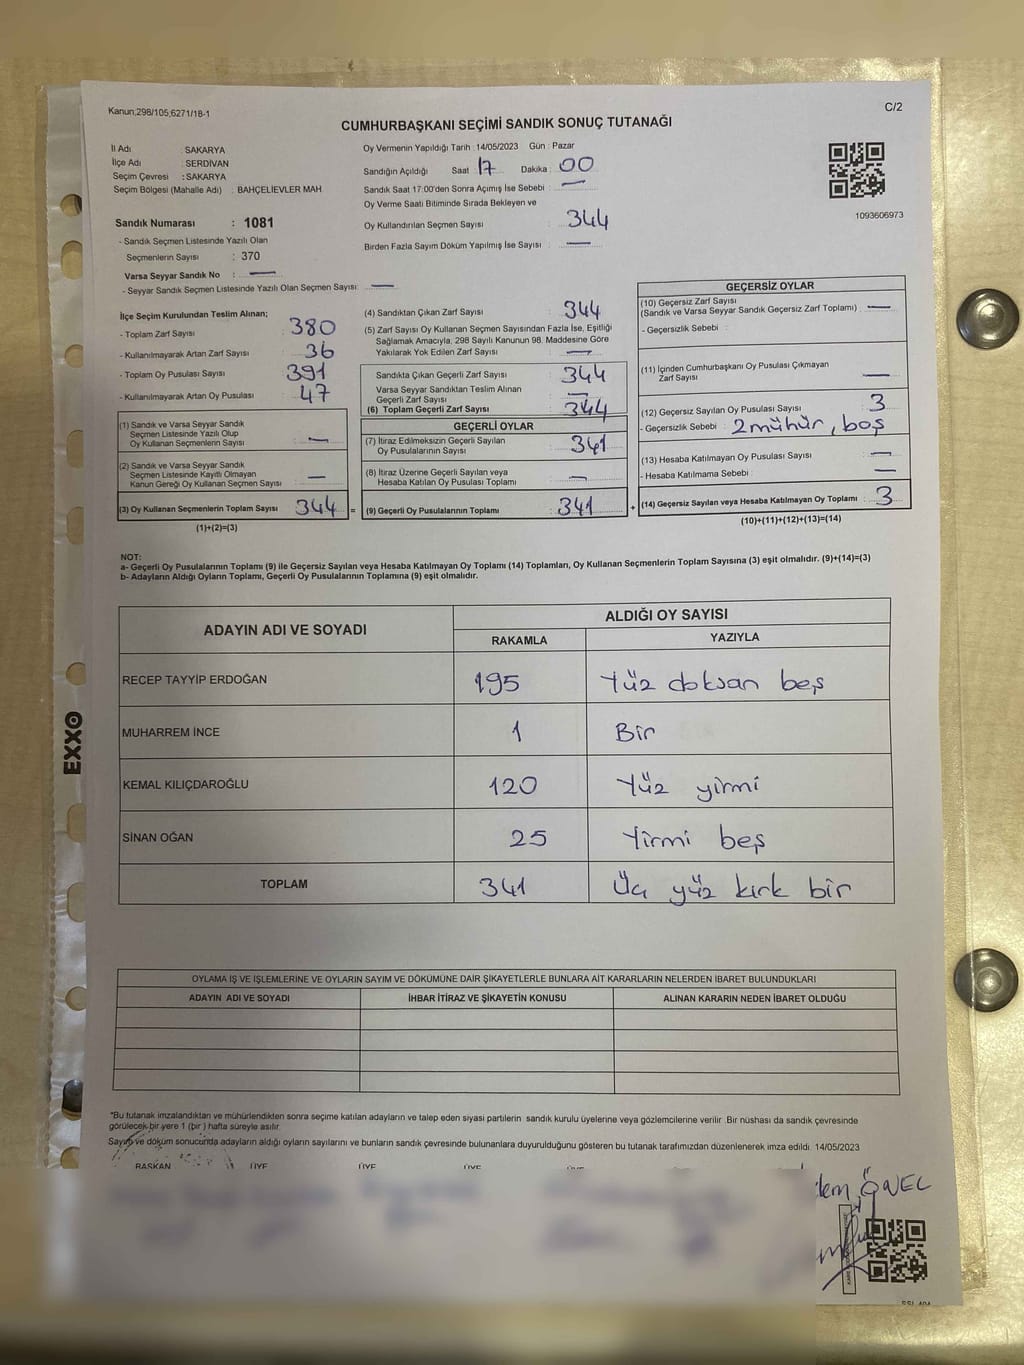 Kanun;298/105,6271/18-1
C/2
CUMHURBAŞKANI SEÇİMİ SANDIK SONUÇ TUTANAĞI
İl Adı : SAKARYA
İlçe Adı : SERDİVAN
Seçim Çevresi : SAKARYA
Seçim Bölgesi (Mahalle Adı) : BAHÇELİEVLER MAH
Sandık Numarası : 1081
- Sandık Seçmen Listesinde Yazılı Olan
Seçmenlerin Sayısı : 370
Varsa Seyyar Sandık No : —
- Seyyar Sandık Seçmen Listesinde Yazılı Olan Seçmen Sayısı: —
Oy Vermenin Yapıldığı Tarih : 14/05/2023 Gün : Pazar
Sandığın Açıldığı Saat 17 Dakika 00
Sandık Saat 17:00'den Sonra Açımış İse Sebebi : —
Oy Verme Saati Bitiminde Sırada Bekleyen ve
Oy Kullandırılan Seçmen Sayısı : 344
Birden Fazla Sayım Döküm Yapılmış İse Sayısı : —
1093606973
İlçe Seçim Kurulundan Teslim Alınan;
- Toplam Zarf Sayısı : 380
- Kullanılmayarak Artan Zarf Sayısı : 36
- Toplam Oy Pusulası Sayısı : 391
- Kullanılmayarak Artan Oy Pusulası : 47
(1) Sandık ve Varsa Seyyar Sandık
Seçmen Listesinde Yazılı Olup
Oy Kullanan Seçmenlerin Sayısı : —
(2) Sandık ve Varsa Seyyar Sandık
Seçmen Listesinde Kayıtlı Olmayan
Kanun Gereği Oy Kullanan Seçmen Sayısı : —
(3) Oy Kullanan Seçmenlerin Toplam Sayısı : 344 =
(1)+(2)=(3)
(4) Sandıktan Çıkan Zarf Sayısı : 344
(5) Zarf Sayısı Oy Kullanan Seçmen Sayısından Fazla İse, Eşitliği
Sağlamak Amacıyla, 298 Sayılı Kanunun 98. Maddesine Göre
Yakılarak Yok Edilen Zarf Sayısı : —
Sandıkta Çıkan Geçerli Zarf Sayısı : 344
Varsa Seyyar Sandıktan Teslim Alınan
Geçerli Zarf Sayısı : —
(6) Toplam Geçerli Zarf Sayısı : 344
GEÇERLİ OYLAR
(7) İtiraz Edilmeksizin Geçerli Sayılan
Oy Pusulalarının Sayısı : 341
(8) İtiraz Üzerine Geçerli Sayılan veya
Hesaba Katılan Oy Pusulası Toplamı : —
(9) Geçerli Oy Pusulalarının Toplamı : 341 +
GEÇERSİZ OYLAR
(10) Geçersiz Zarf Sayısı
(Sandık ve Varsa Seyyar Sandık Geçersiz Zarf Toplamı) : —
- Geçersizlik Sebebi :
(11) İçinden Cumhurbaşkanı Oy Pusulası Çıkmayan
Zarf Sayısı : —
(12) Geçersiz Sayılan Oy Pusulası Sayısı : 3
- Geçersizlik Sebebi : 2 mühür, boş
(13) Hesaba Katılmayan Oy Pusulası Sayısı : —
- Hesaba Katılmama Sebebi : —
(14) Geçersiz Sayılan veya Hesaba Katılmayan Oy Toplamı : 3
(10)+(11)+(12)+(13)=(14)
NOT:
a- Geçerli Oy Pusulalarının Toplamı (9) ile Geçersiz Sayılan veya Hesaba Katılmayan Oy Toplamı (14) Toplamları, Oy Kullanan Seçmenlerin Toplam Sayısına (3) eşit olmalıdır. (9)+(14)=(3)
b- Adayların Aldığı Oyların Toplamı, Geçerli Oy Pusulalarının Toplamına (9) eşit olmalıdır.
ADAYIN ADI VE SOYADI
ALDIĞI OY SAYISI
RAKAMLA YAZIYLA
RECEP TAYYİP ERDOĞAN 195 Yüz doksan beş
MUHARREM İNCE 1 Bir
KEMAL KILIÇDAROĞLU 120 Yüz yirmi
SİNAN OĞAN 25 Yirmi beş
TOPLAM 341 Üç yüz kırk bir
EXXO
OYLAMA İŞ VE İŞLEMLERİNE VE OYLARIN SAYIM VE DÖKÜMÜNE DAİR ŞİKAYETLERLE BUNLARA AİT KARARLARIN NELERDEN İBARET BULUNDUKLARI
ADAYIN ADI VE SOYADI İHBAR İTİRAZ VE ŞİKAYETİN KONUSU ALINAN KARARIN NEDEN İBARET OLDUĞU
*Bu tutanak imzalandıktan ve mühürlendikten sonra seçime katılan adayların ve talep eden siyasi partilerin sandık kurulu üyelerine veya gözlemcilerine verilir. Bir nüshası da sandık çevresinde
görülecek bir yere 1 (bir ) hafta süreyle asılır.
Sayım ve döküm sonucunda adayların aldığı oyların sayılarını ve bunların sandık çevresinde bulunanlara duyurulduğunu gösteren bu tutanak tarafımızdan düzenlenerek imza edildi. 14/05/2023
BAŞKAN ÜYE ÜYE ÜYE ÜYE
ÖNEL